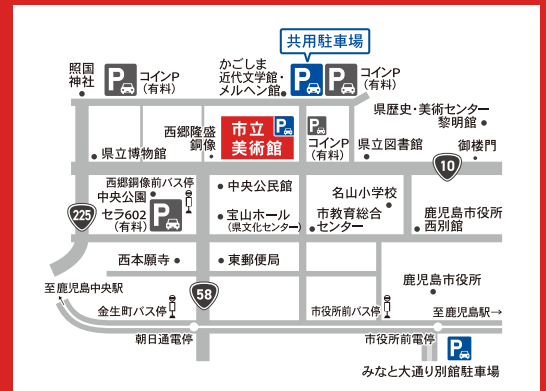 共用駐車場
照国
神社
P
コインP
(有料)
かごしま
近代文学館・
メルヘン館
P
P
コインP
(有料)
県歴史・美術センター
黎明館
西郷隆盛
銅像
市立
美術館
P
P
コインP
(有料)
県立博物館
県立図書館
御楼門
10
西郷銅像前バス停
中央公園
セラ602
(有料)
P
225
中央公民館
宝山ホール
(県文化センター)
名山小学校
市教育総合
センター
鹿児島市役所
西別館
西本願寺
東郵便局
鹿児島市役所
至鹿児島中央駅
金生町バス停
58
市役所前バス停
至鹿児島駅→
朝日通電停
市役所前電停
P
みなと大通り別館駐車場